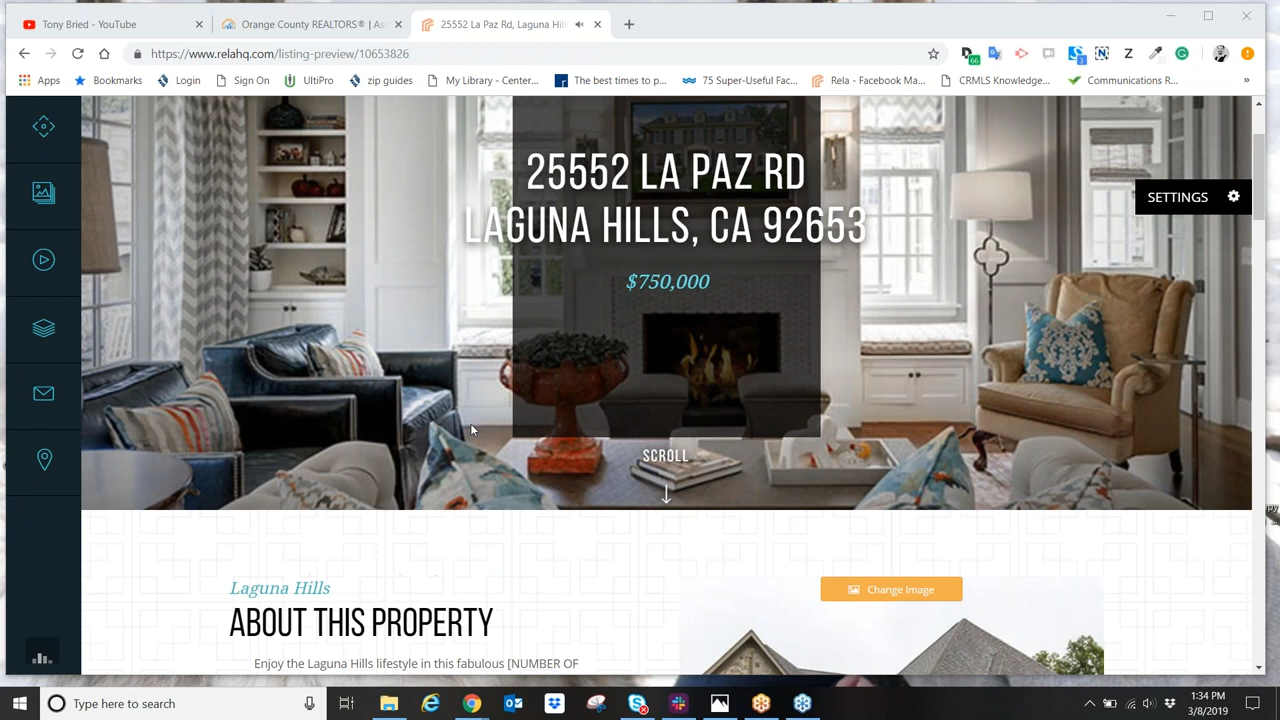 Tony Bried - YouTube
Orange County REALTORS® | As
25552 La Paz Rd, Laguna Hil
https://www.relahq.com/listing-preview/10653826
66
3
Apps
Bookmarks
Login
Sign On
UltiPro
zip guides
My Library - Center...
The best times to p...
75 Super-Useful Fac...
Rela - Facebook Ma...
CRMLS Knowledge...
Communications R...
»
25552 LA PAZ RD
LAGUNA HILLS, CA 92653
$750,000
SETTINGS
SCROLL
Laguna Hills
ABOUT THIS PROPERTY
Enjoy the Laguna Hills lifestyle in this fabulous [NUMBER OF
Change Image
Type here to search
1:34 PM
3/8/2019